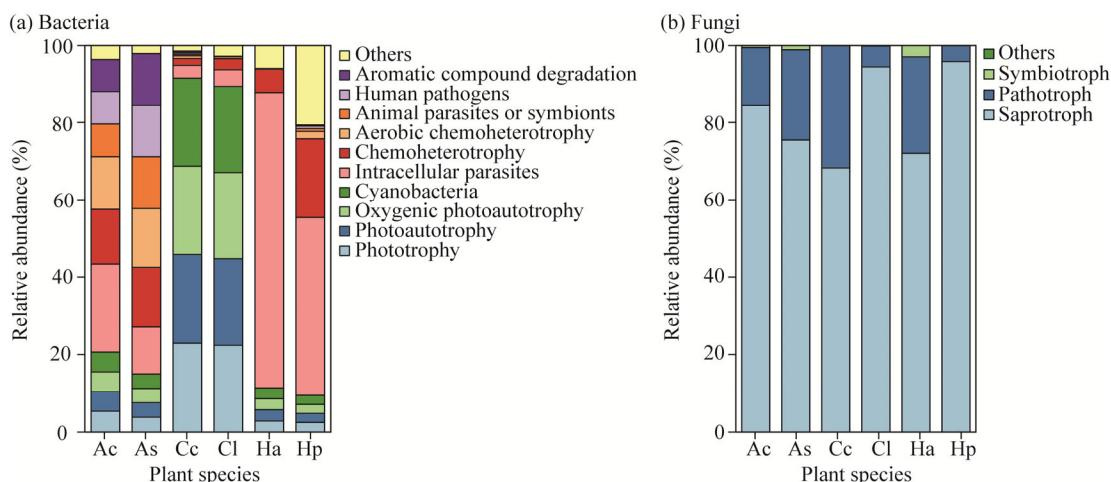 (a) Bacteria
Relative abundance (%)
100
80
60
40
20
0
Ac As Cc Cl Ha Hp
Plant species
Others
Aromatic compound degradation
Human pathogens
Animal parasites or symbionts
Aerobic chemoheterotrophy
Chemoheterotrophy
Intracellular parasites
Cyanobacteria
Oxygenic photoautotrophy
Photoautotrophy
Phototrophy
(b) Fungi
Relative abundance (%)
100
80
60
40
20
0
Ac As Cc Cl Ha Hp
Plant species
Others
Symbiotroph
Pathotroph
Saprotroph